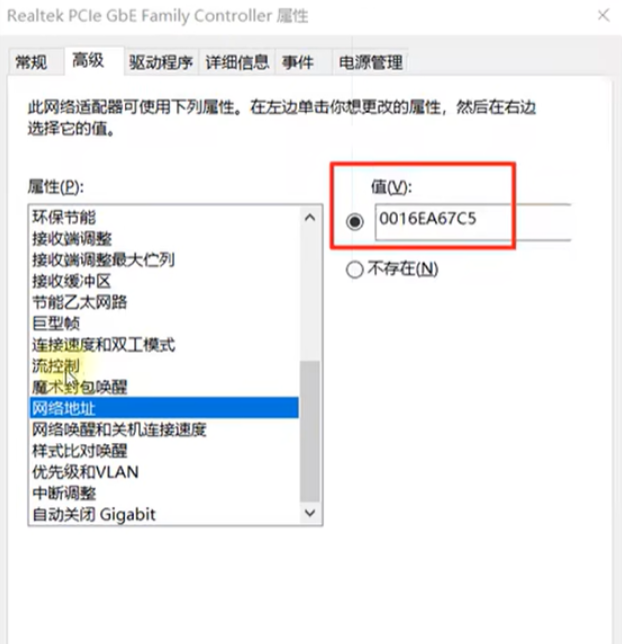 Realtek PCIe GbE Family Controller 属性
常规 高级 驱动程序 详细信息 事件 电源管理
此网络适配器可使用下列属性。在左边单击你想更改的属性，然后在右边
选择它的值。
属性(P):
值(V):
环保节能
0016EA67C5
接收端调整
接收端调整最大伫列
不存在(N)
接收缓冲区
节能乙太网路
巨型帧
连接速度和双工模式
流控制
魔术封包唤醒
网络地址
网络唤醒和关机连接速度
样式比对唤醒
优先级和VLAN
中断调整
自动关闭 Gigabit